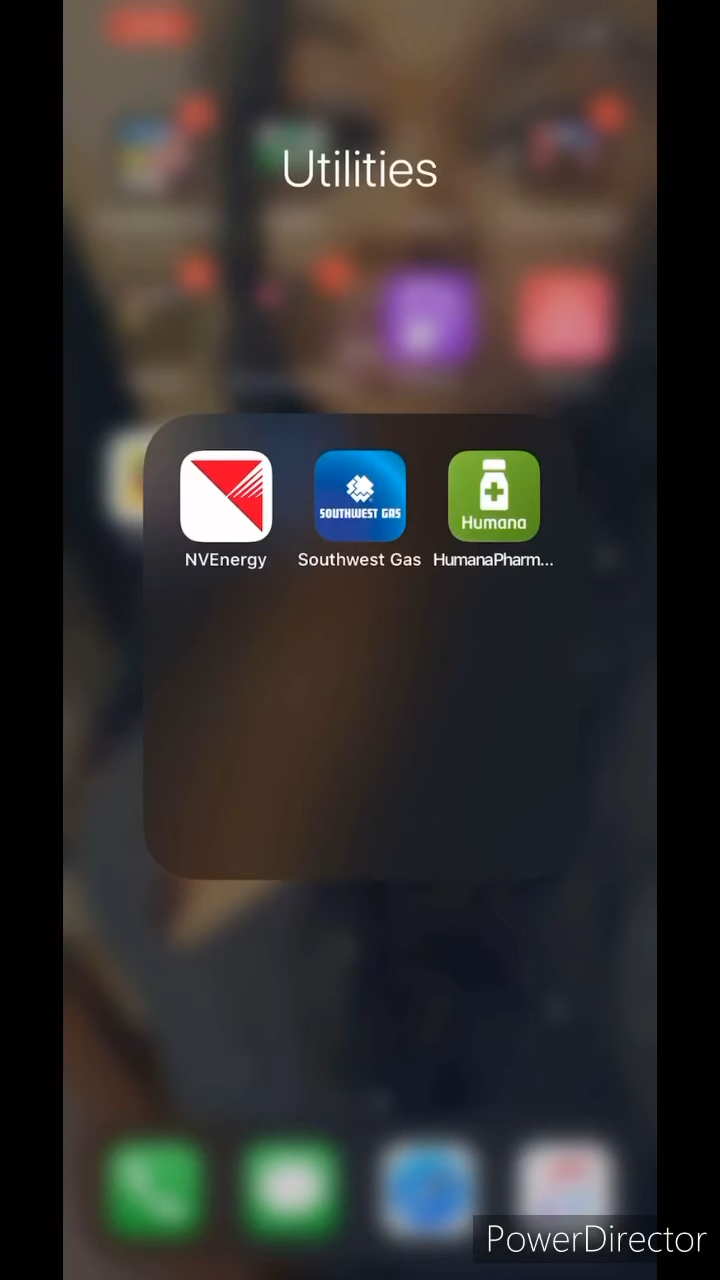 Utilities
SOUTHWEST GAS
Humana
NVEnergy
Southwest Gas
HumanaPharm...
PowerDirector